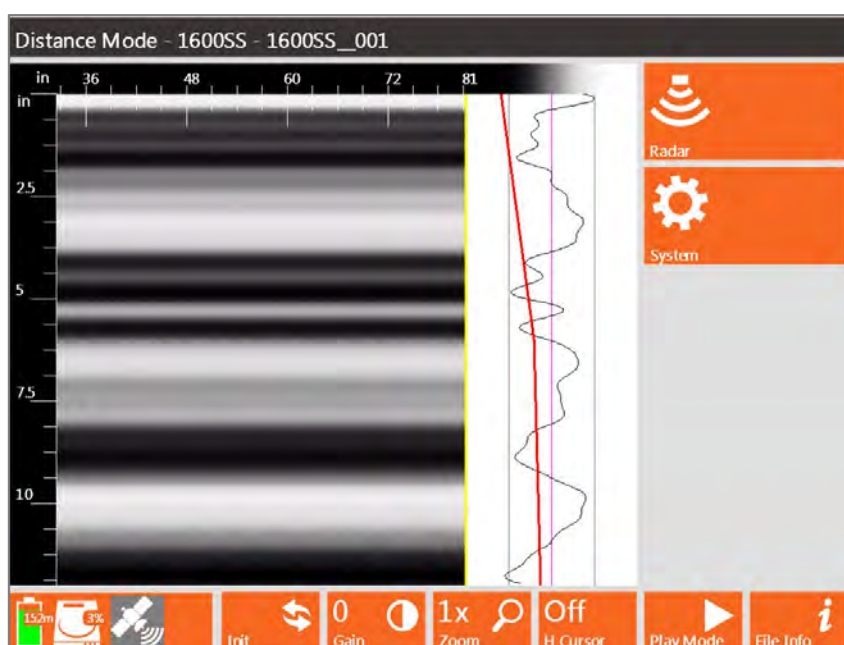 Distance Mode - 1600SS - 1600SS__001
in 36 48 60 72 81
in
2.5
5
7.5
10
Radar
System
152m
3%
Init
0
Gain
1x
Zoom
Off
H Cursor
Play Mode
File Info